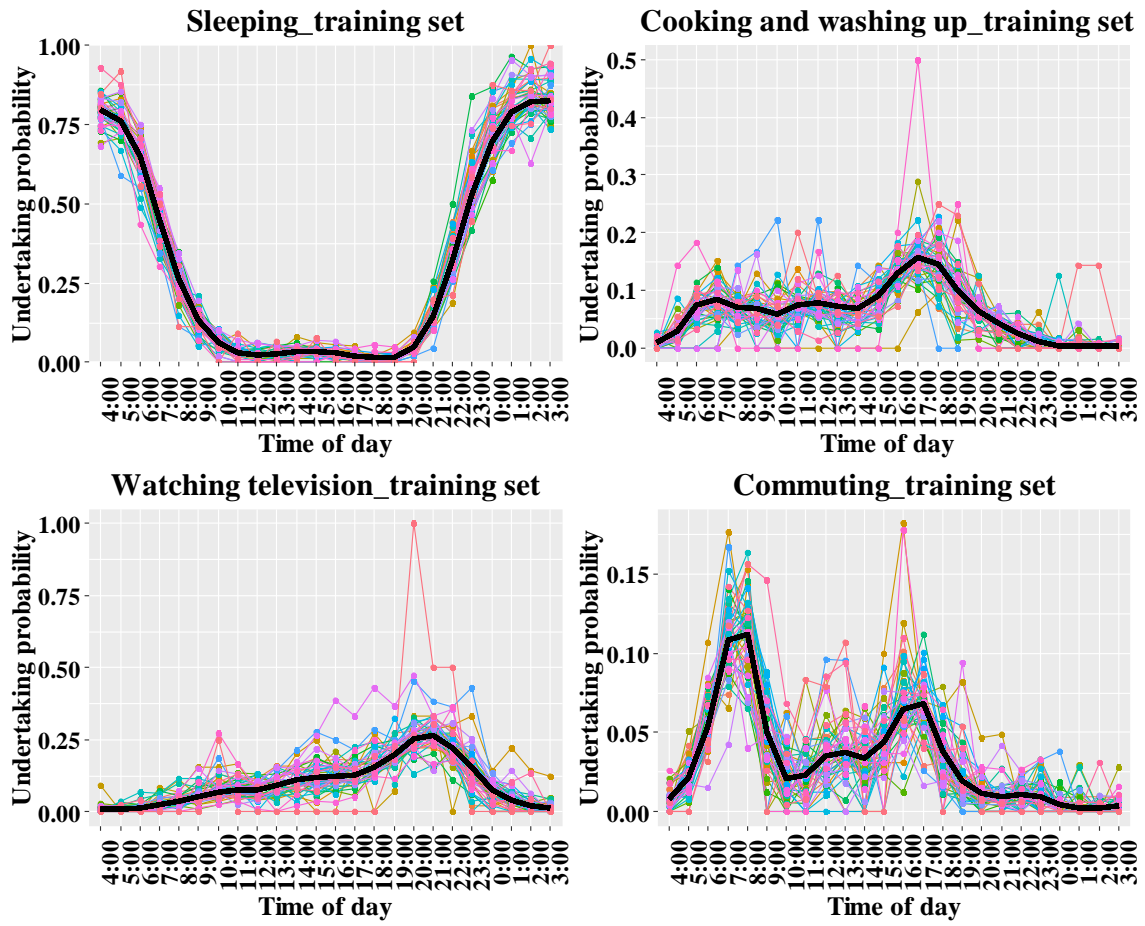 Sleeping_training set
Undertaking probability
1.00
0.75
0.50
0.25
0.00
4:00 5:00 6:00 7:00 8:00 9:00 10:00 11:00 12:00 13:00 14:00 15:00 16:00 17:00 18:00 19:00 20:00 21:00 22:00 23:00 0:00 1:00 2:00 3:00
Time of day
Cooking and washing up_training set
Undertaking probability
0.5
0.4
0.3
0.2
0.1
0.0
4:00 5:00 6:00 7:00 8:00 9:00 10:00 11:00 12:00 13:00 14:00 15:00 16:00 17:00 18:00 19:00 20:00 21:00 22:00 23:00 0:00 1:00 2:00 3:00
Time of day
Watching television_training set
Undertaking probability
1.00
0.75
0.50
0.25
0.00
4:00 5:00 6:00 7:00 8:00 9:00 10:00 11:00 12:00 13:00 14:00 15:00 16:00 17:00 18:00 19:00 20:00 21:00 22:00 23:00 0:00 1:00 2:00 3:00
Time of day
Commuting_training set
Undertaking probability
0.15
0.10
0.05
0.00
4:00 5:00 6:00 7:00 8:00 9:00 10:00 11:00 12:00 13:00 14:00 15:00 16:00 17:00 18:00 19:00 20:00 21:00 22:00 23:00 0:00 1:00 2:00 3:00
Time of day